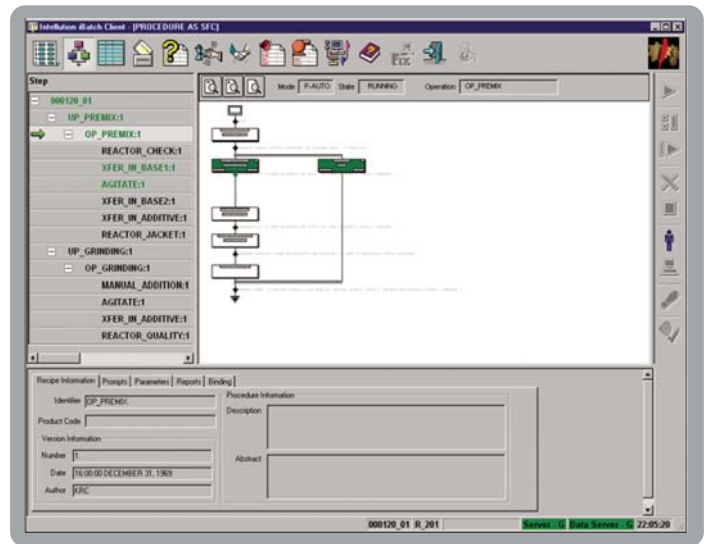 Intellution iBatch Client - [PROCEDURE AS SFC]
Step
000120_01
UP_PREMIX:1
OP_PREMIX:1
REACTOR_CHECK:1
XFER_IN_BASE1:1
AGITATE:1
XFER_IN_BASE2:1
XFER_IN_ADDITIVE:1
REACTOR_JACKET:1
UP_GRINDING:1
OP_GRINDING:1
MANUAL_ADDITION:1
AGITATE:1
XFER_IN_ADDITIVE:1
REACTOR_QUALITY:1
Mode P-AUTO State RUNNING Operation OP_PREMIX
Recipe Information Prompts Parameters Reports Binding
Identifier OP_PREMIX
Product Code
Version Information
Number 1.
Date 16:00:00 DECEMBER 31, 1969
Author KRC
Procedure Information
Description
Abstract
000120_01 R_201 Server - G Data Server - G 22:05:20